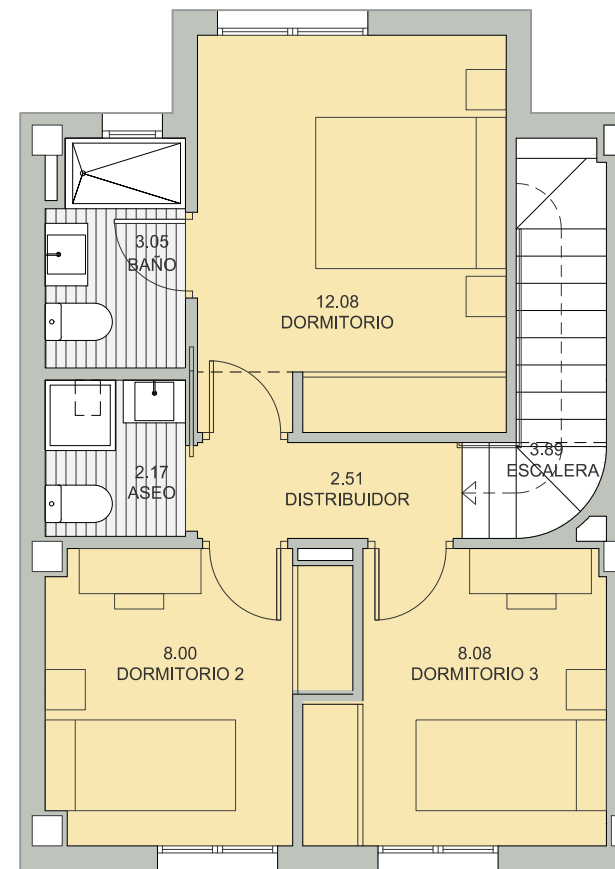 3.05
BAÑO
12.08
DORMITORIO
2.17
ASEO
2.51
DISTRIBUIDOR
3.89
ESCALERA
8.00
DORMITORIO 2
8.08
DORMITORIO 3